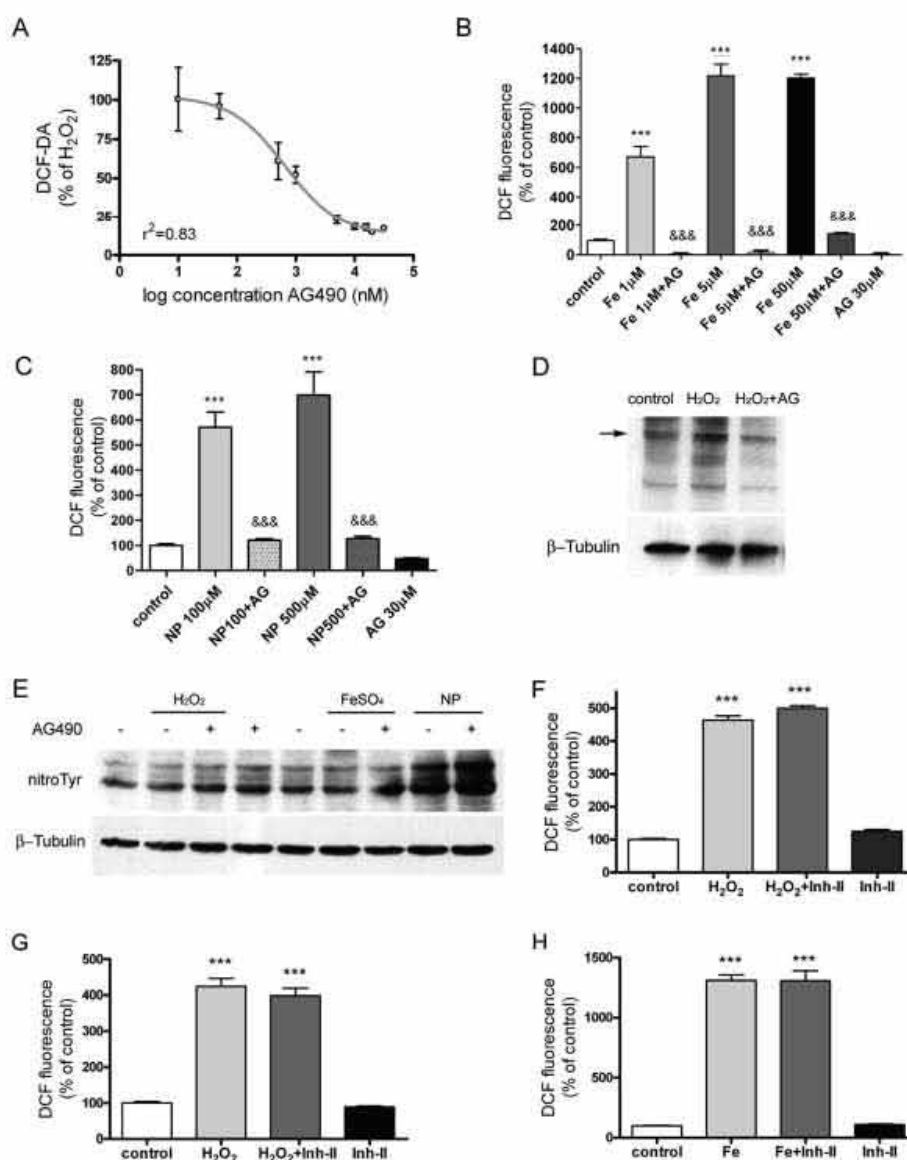 A
DCF-DA
(% of H₂O₂)
125
100
75
50
25
0
r²=0.83
0 1 2 3 4 5
log concentration AG490 (nM)
B
DCF fluorescence
(% of control)
1400
1200
1000
800
600
400
200
0
***
&&&
***
&&&
***
&&&
control
Fe 1μM
Fe 1μM+AG
Fe 5μM
Fe 5μM+AG
Fe 50μM
Fe 50μM+AG
AG 30μM
C
DCF fluorescence
(% of control)
800
700
600
500
400
300
200
100
0
***
&&&
***
&&&
control
NP 100μM
NP100+AG
NP 500μM
NP500+AG
AG 30μM
D
control H₂O₂ H₂O₂+AG
β–Tubulin
E
H₂O₂ FeSO₄ NP
AG490 - - + + - - + - +
nitroTyr
β–Tubulin
F
DCF fluorescence
(% of control)
500
400
300
200
100
0
***
***
control H₂O₂ H₂O₂+Inh-II Inh-II
G
DCF fluorescence
(% of control)
500
400
300
200
100
0
***
***
control H₂O₂ H₂O₂+Inh-II Inh-II
H
DCF fluorescence
(% of control)
1500
1000
500
0
***
***
control Fe Fe+Inh-II Inh-II